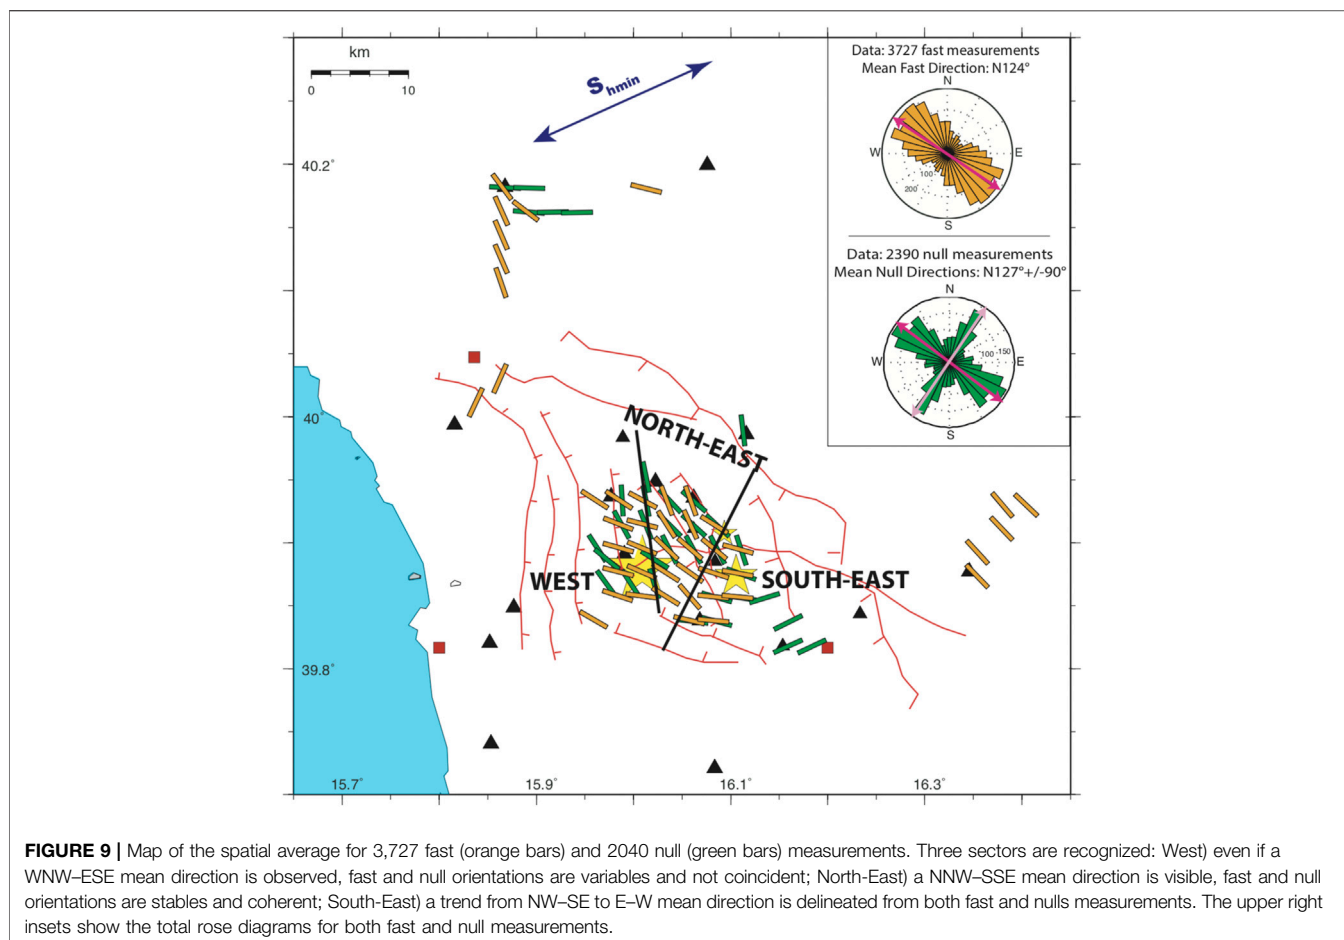 km
0 10
Shmin
Data: 3727 fast measurements
Mean Fast Direction: N124°
N
W E
100
200
S
Data: 2390 null measurements
Mean Null Directions: N127°+/-90°
N
W 100 150 E
S
40.2°
40°
39.8°
NORTH-EAST
WEST
SOUTH-EAST
15.7° 15.9° 16.1° 16.3°
FIGURE 9 | Map of the spatial average for 3,727 fast (orange bars) and 2040 null (green bars) measurements. Three sectors are recognized: West) even if a
WNW–ESE mean direction is observed, fast and null orientations are variables and not coincident; North-East) a NNW–SSE mean direction is visible, fast and null
orientations are stables and coherent; South-East) a trend from NW–SE to E–W mean direction is delineated from both fast and nulls measurements. The upper right
insets show the total rose diagrams for both fast and null measurements.